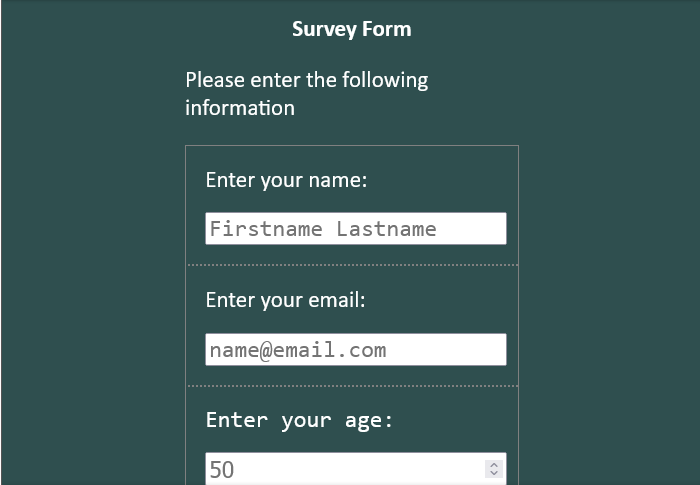 Survey Form
Please enter the following
information
Enter your name:
Firstname Lastname
Enter your email:
name@email.com
Enter your age:
50